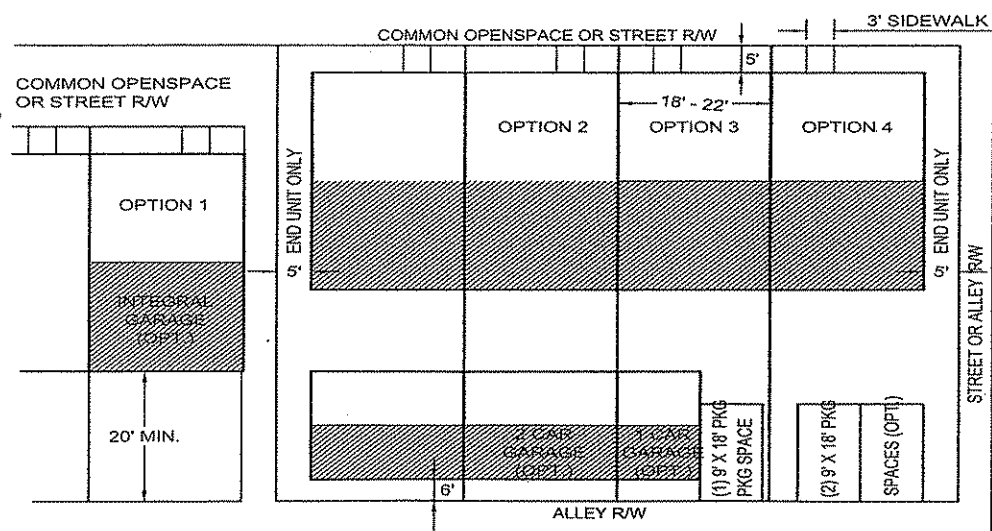 COMMON OPENSPACE OR STREET R/W
3' SIDEWALK
COMMON OPENSPACE
OR STREET R/W
5'
18' - 22'
OPTION 2
OPTION 3
OPTION 4
OPTION 1
END UNIT ONLY
END UNIT ONLY
5'
5'
STREET OR ALLEY R/W
INTEGRAL
GARAGE
(OPT.)
20' MIN.
2 CAR
GARAGE
(OPT.)
1 CAR
GARAGE
(OPT.)
(1) 9' X 18' PKG
PKG SPACE
(2) 9' X 18' PKG
SPACES (OPT.)
6'
ALLEY R/W